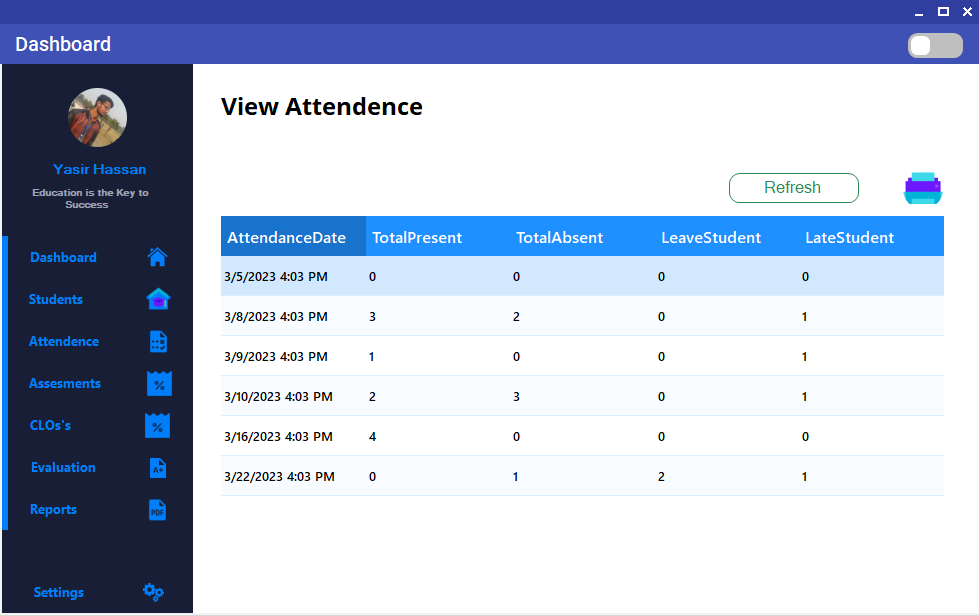 Dashboard
Yasir Hassan
Education is the Key to
Success
Dashboard
Students
Attendence
Assesments
%
CLOs's
%
Evaluation
A+
Reports
PDF
Settings
View Attendence
Refresh
AttendanceDate TotalPresent TotalAbsent LeaveStudent LateStudent
3/5/2023 4:03 PM 0 0 0 0
3/8/2023 4:03 PM 3 2 0 1
3/9/2023 4:03 PM 1 0 0 1
3/10/2023 4:03 PM 2 3 0 1
3/16/2023 4:03 PM 4 0 0 0
3/22/2023 4:03 PM 0 1 2 1